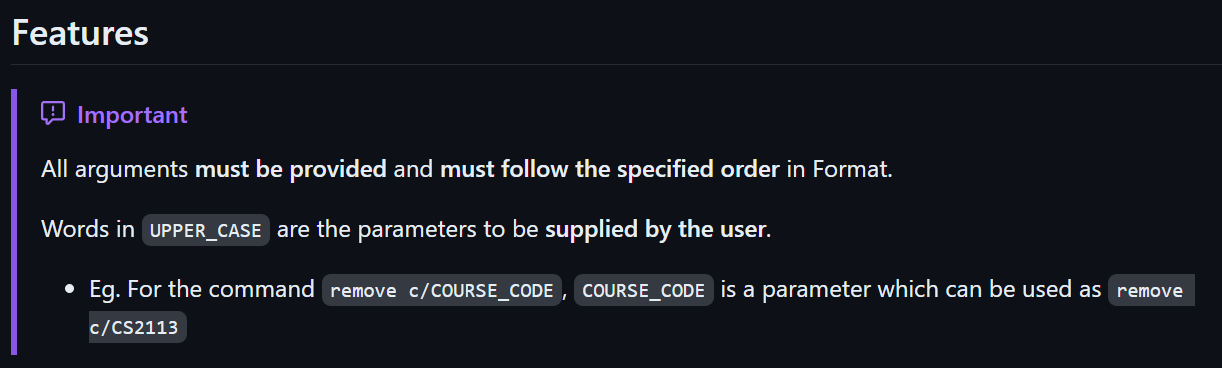 Features
Important
All arguments must be provided and must follow the specified order in Format.
Words in UPPER_CASE are the parameters to be supplied by the user.
Eg. For the command remove c/COURSE_CODE, COURSE_CODE is a parameter which can be used as remove
c/CS2113